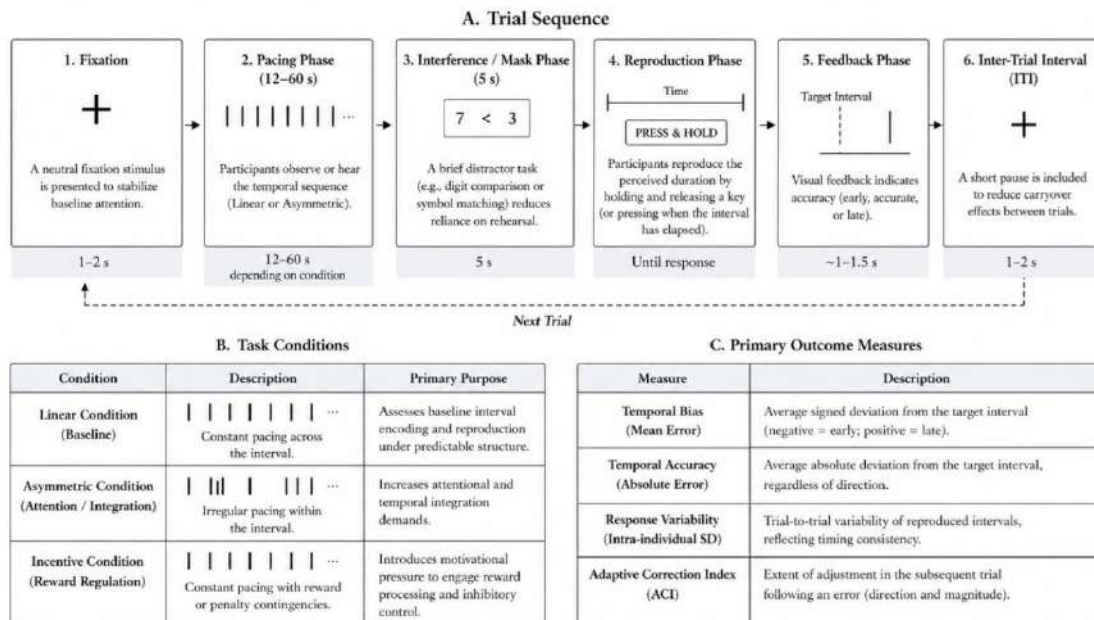 A. Trial Sequence
1. Fixation
+
A neutral fixation stimulus
is presented to stabilize
baseline attention.
1–2 s
2. Pacing Phase
(12–60 s)
...
Participants observe or hear
the temporal sequence
(Linear or Asymmetric).
12–60 s
depending on condition
3. Interference / Mask Phase
(5 s)
7 < 3
A brief distractor task
(e.g., digit comparison or
symbol matching) reduces
reliance on rehearsal.
5 s
4. Reproduction Phase
Time
PRESS & HOLD
Participants reproduce the
perceived duration by
holding and releasing a key
(or pressing when the interval
has elapsed).
Until response
5. Feedback Phase
Target Interval
Visual feedback indicates
accuracy (early, accurate,
or late).
~1–1.5 s
6. Inter-Trial Interval
(ITI)
+
A short pause is included
to reduce carryover
effects between trials.
1–2 s
Next Trial
B. Task Conditions
Condition
Description
Primary Purpose
Linear Condition
(Baseline)
...
Constant pacing across
the interval.
Assesses baseline interval
encoding and reproduction
under predictable structure.
Asymmetric Condition
(Attention / Integration)
...
Irregular pacing within
the interval.
Increases attentional and
temporal integration
demands.
Incentive Condition
(Reward Regulation)
...
Constant pacing with reward
or penalty contingencies.
Introduces motivational
pressure to engage reward
processing and inhibitory
control.
C. Primary Outcome Measures
Measure
Description
Temporal Bias
(Mean Error)
Average signed deviation from the target interval
(negative = early; positive = late).
Temporal Accuracy
(Absolute Error)
Average absolute deviation from the target interval,
regardless of direction.
Response Variability
(Intra-individual SD)
Trial-to-trial variability of reproduced intervals,
reflecting timing consistency.
Adaptive Correction Index
(ACI)
Extent of adjustment in the subsequent trial
following an error (direction and magnitude).